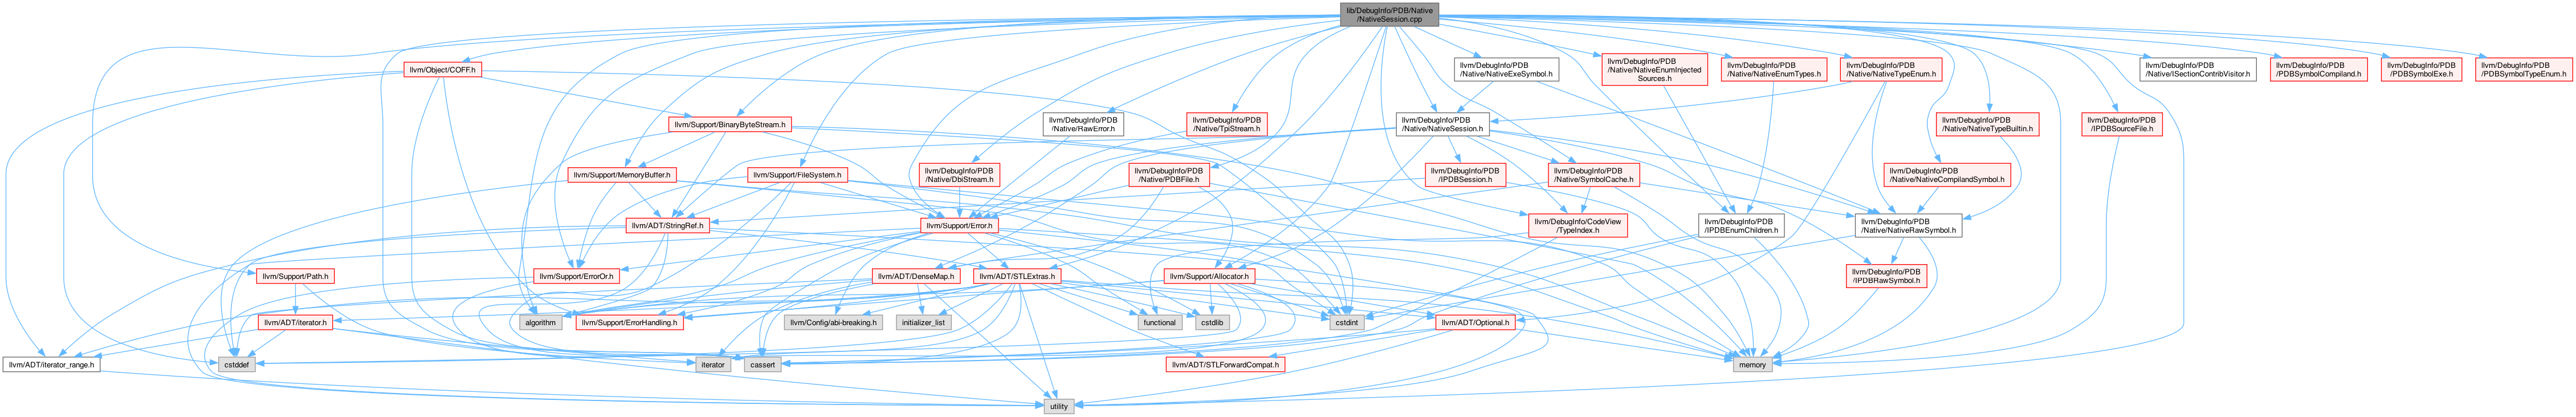 lib/DebugInfo/PDB/Native
/NativeSession.cpp
llvm/Object/COFF.h
llvm/DebugInfo/PDB
/Native/NativeExeSymbol.h
llvm/DebugInfo/PDB
/Native/NativeEnumInjected
Sources.h
llvm/DebugInfo/PDB
/Native/NativeEnumTypes.h
llvm/DebugInfo/PDB
/Native/NativeTypeEnum.h
llvm/DebugInfo/PDB
/Native/ISectionContribVisitor.h
llvm/DebugInfo/PDB
/PDBSymbolCompiland.h
llvm/DebugInfo/PDB
/PDBSymbolExe.h
llvm/DebugInfo/PDB
/PDBSymbolTypeEnum.h
llvm/Support/BinaryByteStream.h
llvm/DebugInfo/PDB
/Native/RawError.h
llvm/DebugInfo/PDB
/Native/TpiStream.h
llvm/DebugInfo/PDB
/Native/NativeSession.h
llvm/DebugInfo/PDB
/Native/NativeTypeBuiltin.h
llvm/DebugInfo/PDB
/IPDBSourceFile.h
llvm/Support/MemoryBuffer.h
llvm/Support/FileSystem.h
llvm/DebugInfo/PDB
/Native/DbiStream.h
llvm/DebugInfo/PDB
/Native/PDBFile.h
llvm/DebugInfo/PDB
/IPDBSession.h
llvm/DebugInfo/PDB
/Native/SymbolCache.h
llvm/DebugInfo/PDB
/Native/NativeCompilandSymbol.h
llvm/ADT/StringRef.h
llvm/Support/Error.h
llvm/DebugInfo/CodeView
/TypeIndex.h
llvm/DebugInfo/PDB
/IPDBEnumChildren.h
llvm/DebugInfo/PDB
/Native/NativeRawSymbol.h
llvm/Support/Path.h
llvm/Support/ErrorOr.h
llvm/ADT/DenseMap.h
llvm/ADT/STLExtras.h
llvm/Support/Allocator.h
llvm/DebugInfo/PDB
/IPDBRawSymbol.h
llvm/ADT/iterator.h
algorithm
llvm/Support/ErrorHandling.h
llvm/Config/abi-breaking.h
initializer_list
functional
cstdlib
cstdint
llvm/ADT/Optional.h
llvm/ADT/iterator_range.h
cstddef
iterator
cassert
llvm/ADT/STLForwardCompat.h
memory
utility